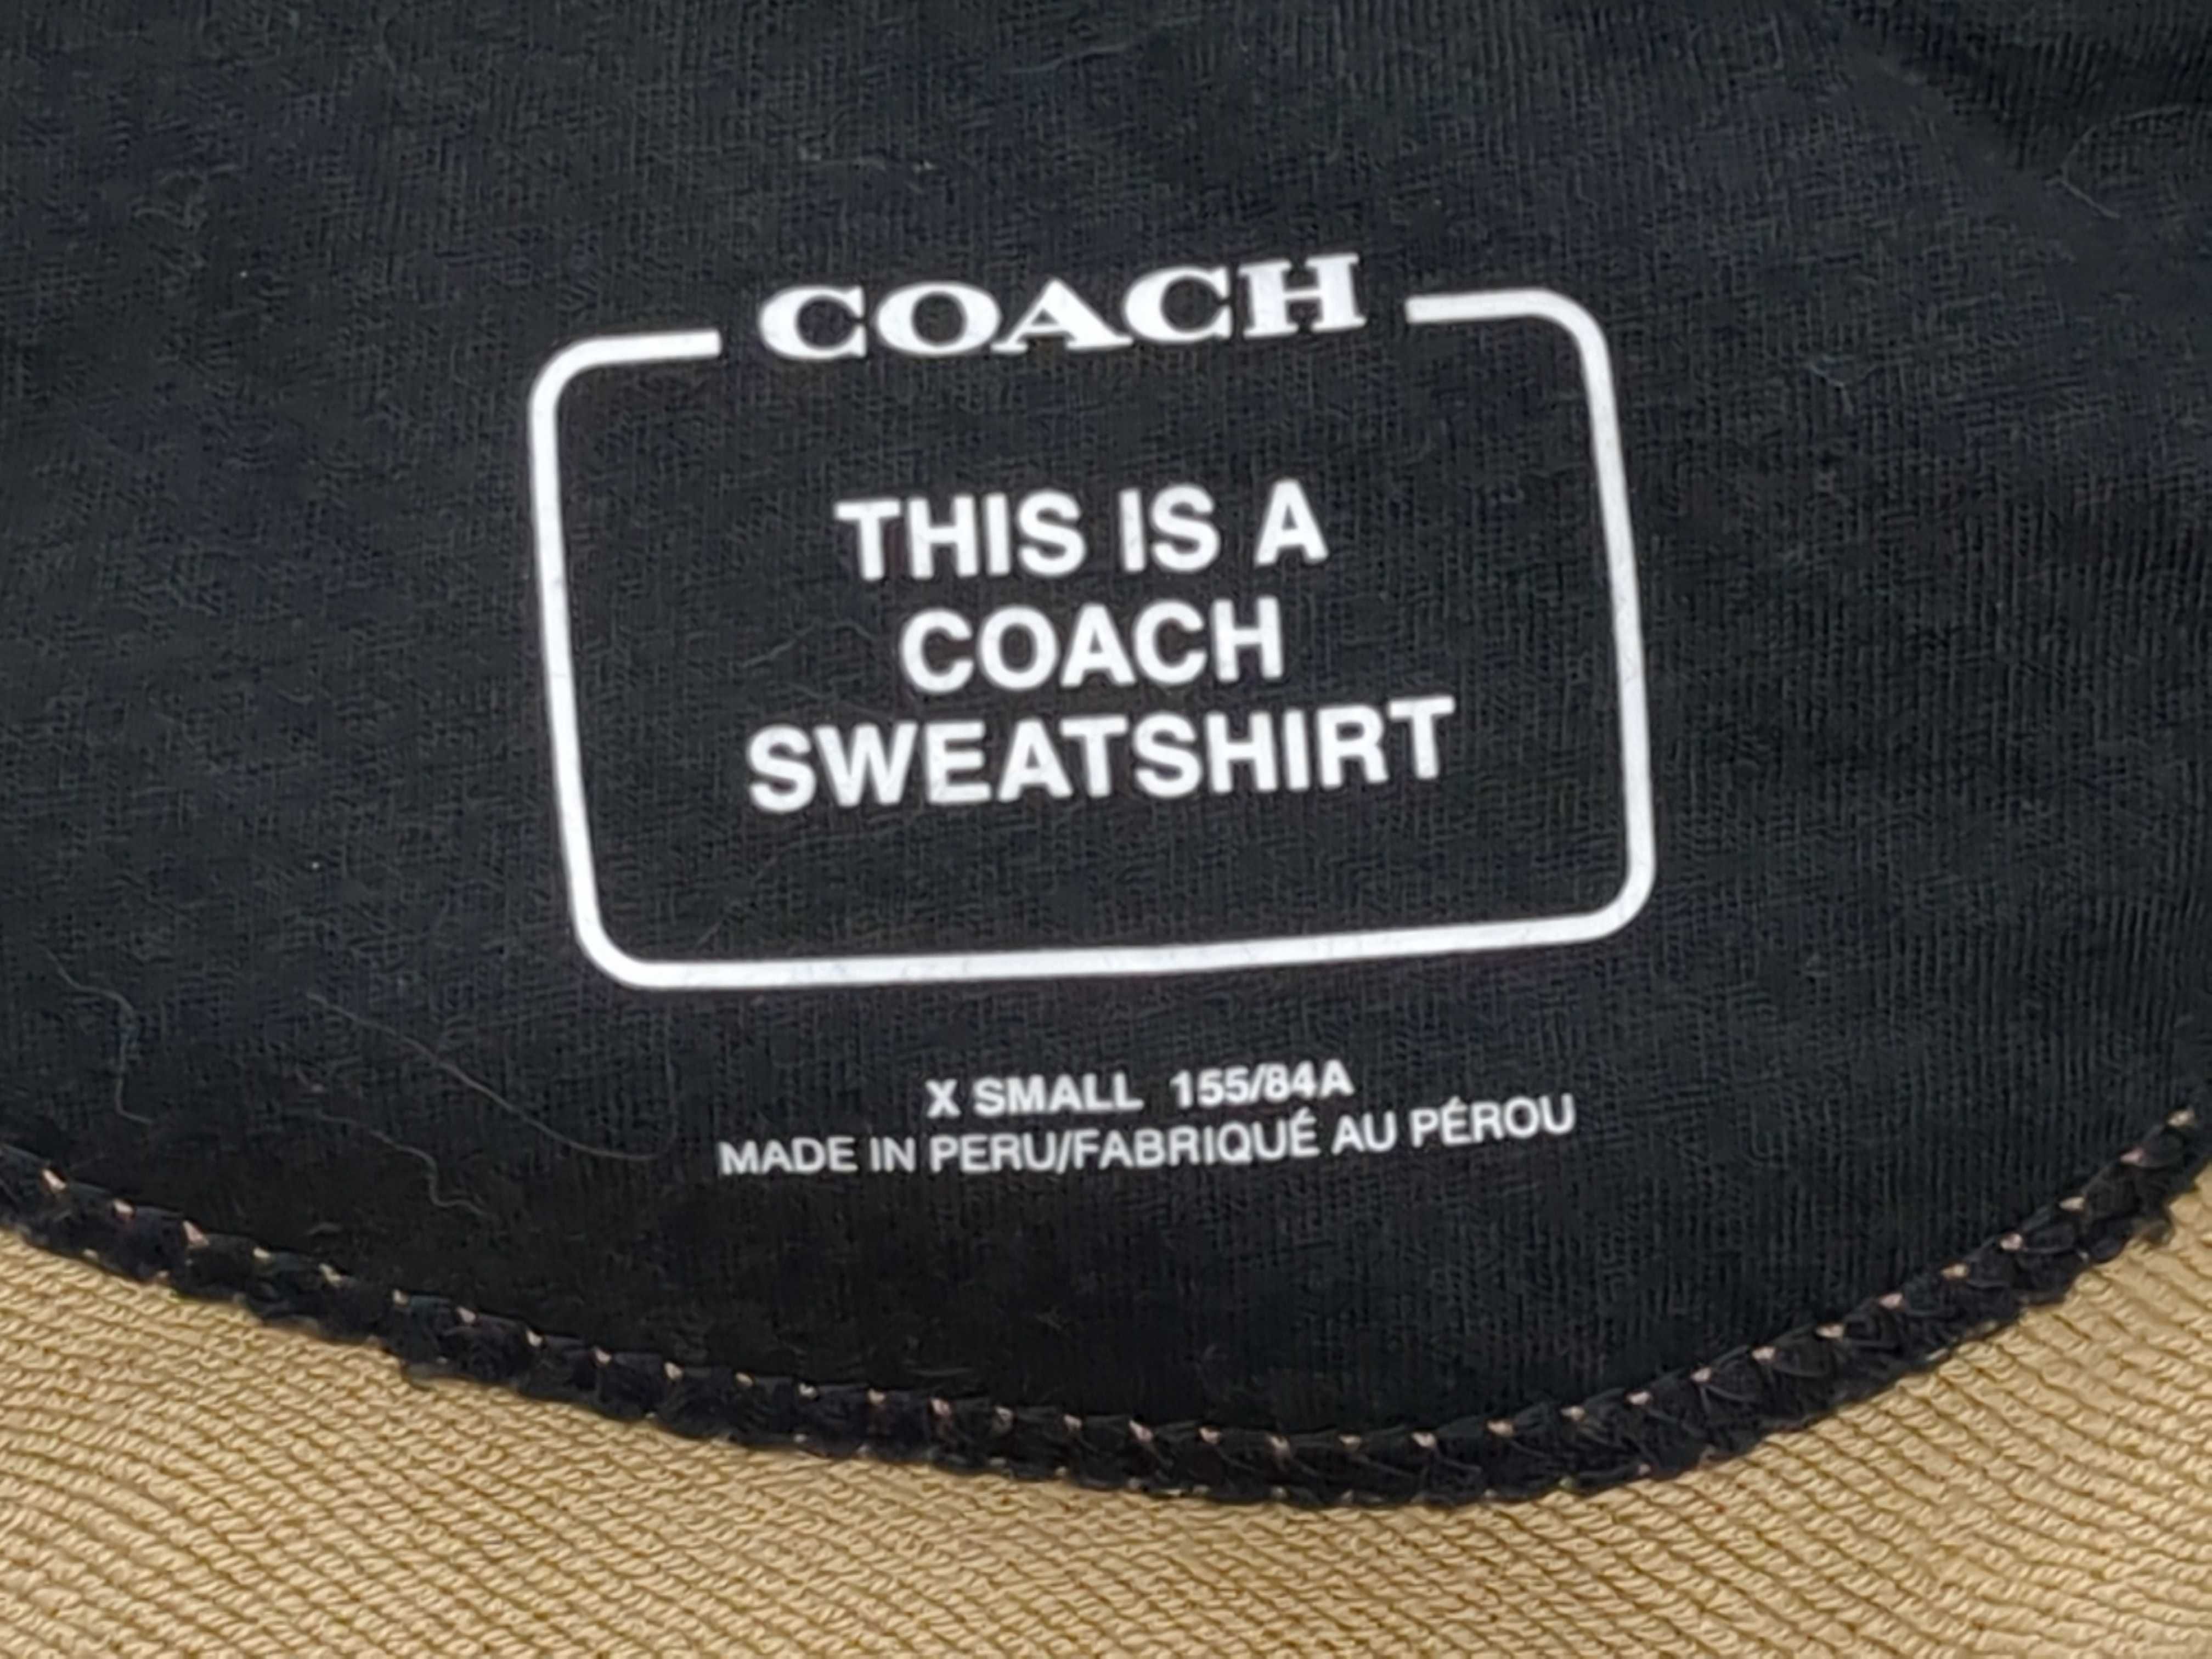 COACH
THIS IS A
COACH
SWEATSHIRT
X SMALL 155/84A
MADE IN PERU/FABRIQUÉ AU PÉROU